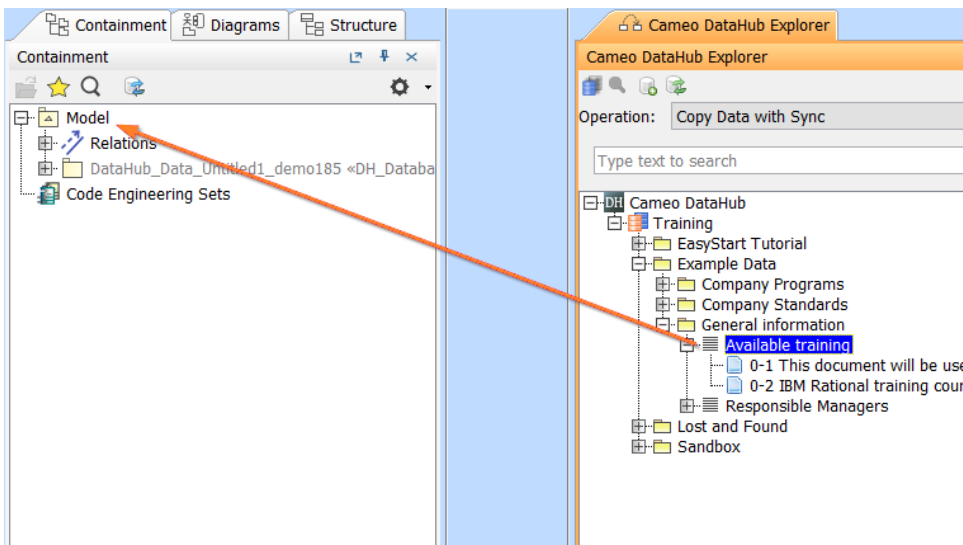 Containment
Diagrams
Structure
Containment
Model
Relations
DataHub_Data_Untitled1_demo185 «DH_Databa
Code Engineering Sets
Cameo DataHub Explorer
Cameo DataHub Explorer
Operation: Copy Data with Sync
Type text to search
DH Cameo DataHub
Training
EasyStart Tutorial
Example Data
Company Programs
Company Standards
General information
Available training
0-1 This document will be use
0-2 IBM Rational training cour
Responsible Managers
Lost and Found
Sandbox